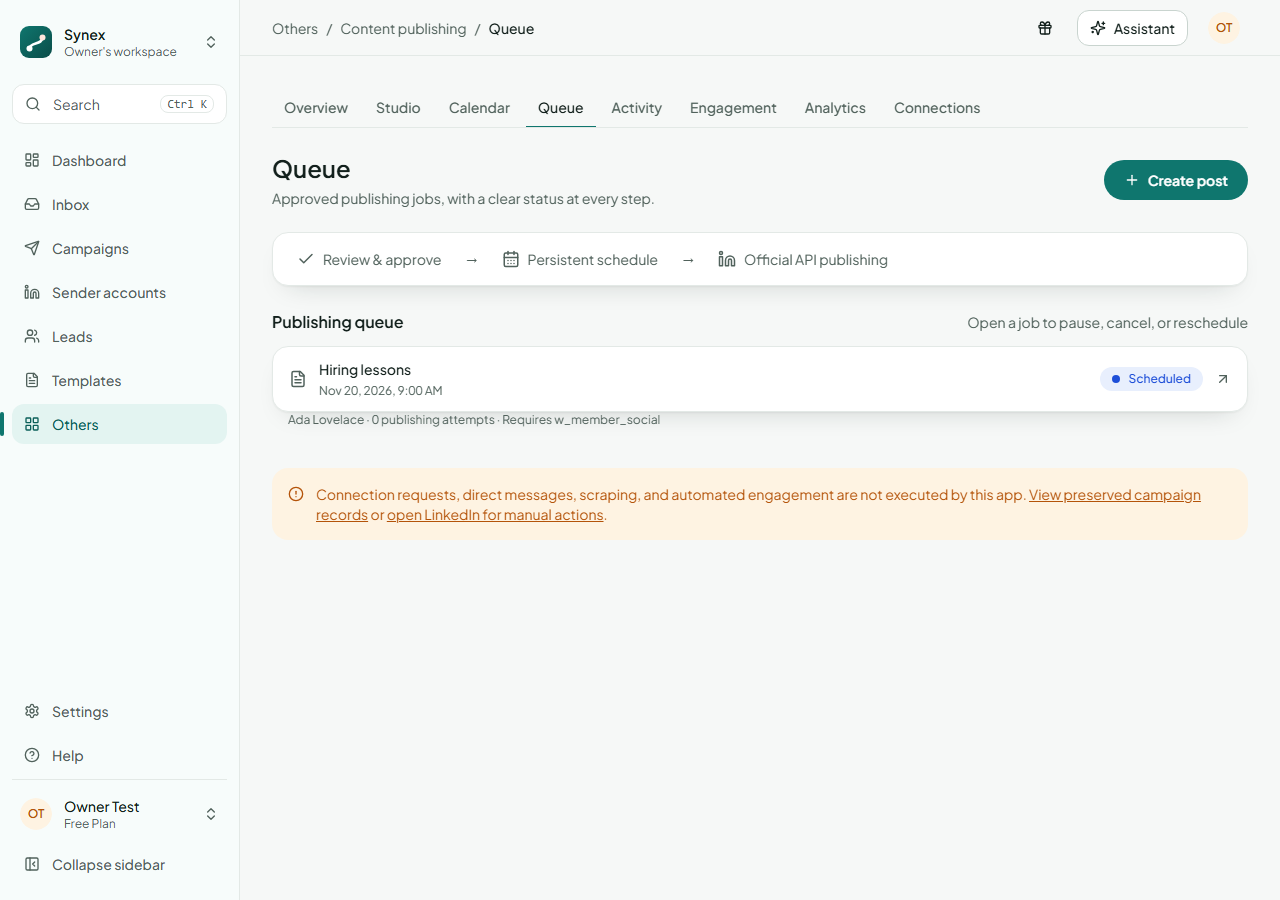 Synex
Owner's workspace
Search
Ctrl K
Dashboard
Inbox
Campaigns
Sender accounts
Leads
Templates
Others
Settings
Help
OT
Owner Test
Free Plan
Collapse sidebar
Others / Content publishing / Queue
Assistant
OT
Overview
Studio
Calendar
Queue
Activity
Engagement
Analytics
Connections
Queue
Approved publishing jobs, with a clear status at every step.
Create post
Review & approve → Persistent schedule → Official API publishing
Publishing queue
Open a job to pause, cancel, or reschedule
Hiring lessons
Nov 20, 2026, 9:00 AM
Scheduled
Ada Lovelace · 0 publishing attempts · Requires w_member_social
Connection requests, direct messages, scraping, and automated engagement are not executed by this app. View preserved campaign
records or open LinkedIn for manual actions.